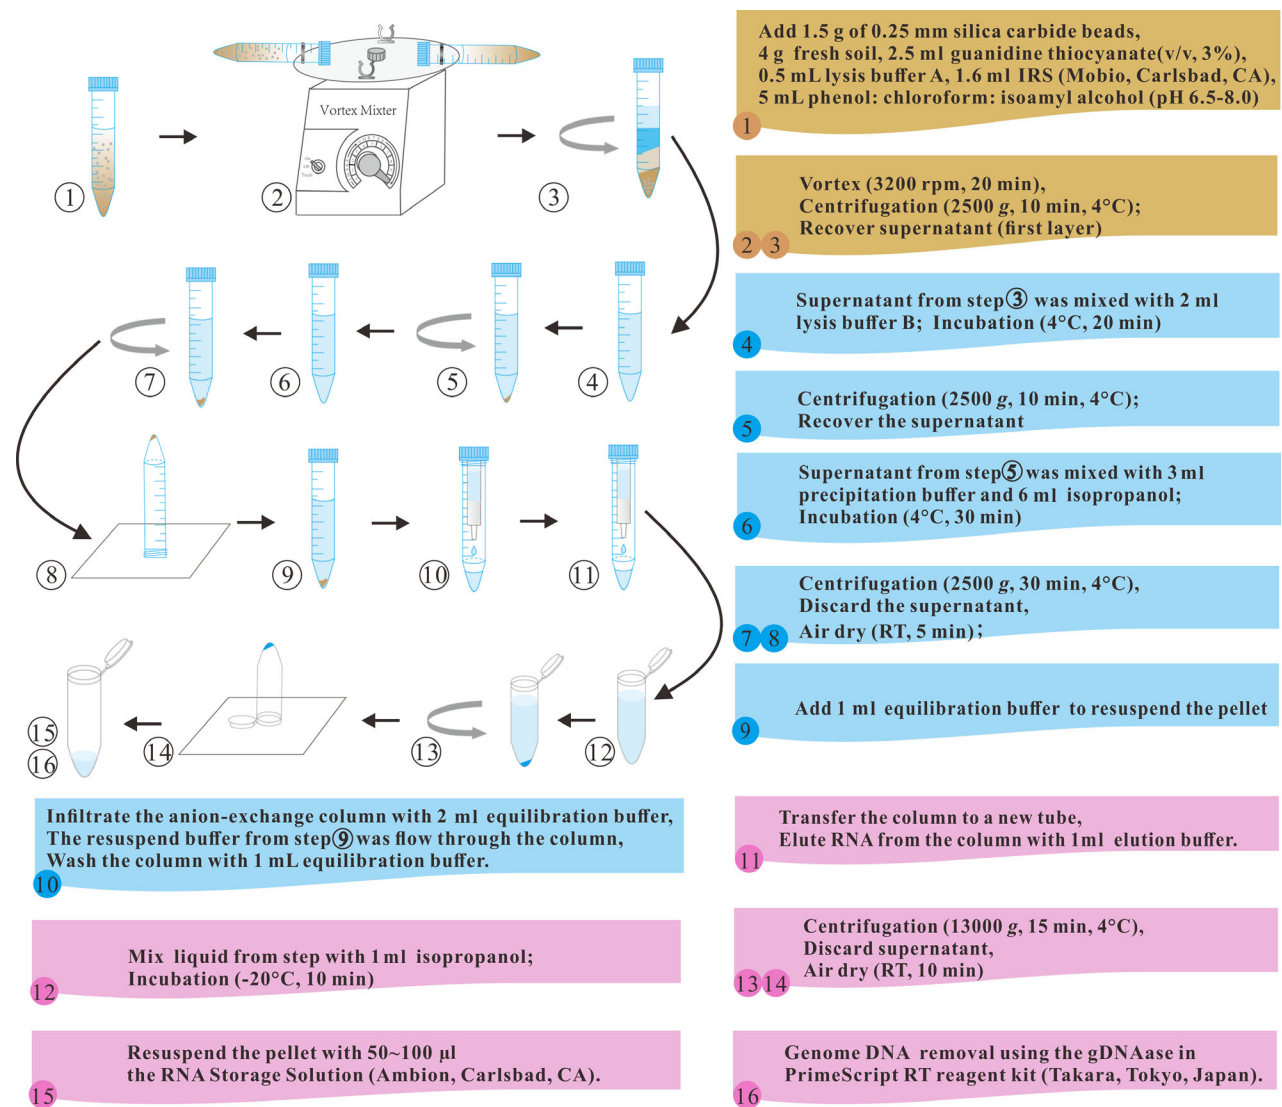 Add 1.5 g of 0.25 mm silica carbide beads,
4 g fresh soil, 2.5 ml guanidine thiocyanate(v/v, 3%),
0.5 mL lysis buffer A, 1.6 ml IRS (Mobio, Carlsbad, CA),
5 mL phenol: chloroform: isoamyl alcohol (pH 6.5-8.0)
1
Vortex Mixter
①
②
③
Vortex (3200 rpm, 20 min),
Centrifugation (2500 g, 10 min, 4°C);
Recover supernatant (first layer)
2 3
Supernatant from step③ was mixed with 2 ml
lysis buffer B; Incubation (4°C, 20 min)
4
⑦
⑥
⑤
④
Centrifugation (2500 g, 10 min, 4°C);
Recover the supernatant
5
Supernatant from step⑤ was mixed with 3 ml
precipitation buffer and 6 ml isopropanol;
Incubation (4°C, 30 min)
6
⑧
⑨
⑩
⑪
Centrifugation (2500 g, 30 min, 4°C),
Discard the supernatant,
Air dry (RT, 5 min);
7 8
Add 1 ml equilibration buffer to resuspend the pellet
9
⑮
⑯
⑭
⑬
⑫
Infiltrate the anion-exchange column with 2 ml equilibration buffer,
The resuspend buffer from step⑨ was flow through the column,
Wash the column with 1 mL equilibration buffer.
10
Transfer the column to a new tube,
Elute RNA from the column with 1ml elution buffer.
11
Mix liquid from step with 1 ml isopropanol;
Incubation (-20°C, 10 min)
12
Centrifugation (13000 g, 15 min, 4°C),
Discard supernatant,
Air dry (RT, 10 min)
13 14
Resuspend the pellet with 50~100 µl
the RNA Storage Solution (Ambion, Carlsbad, CA).
15
Genome DNA removal using the gDNAase in
PrimeScript RT reagent kit (Takara, Tokyo, Japan).
16